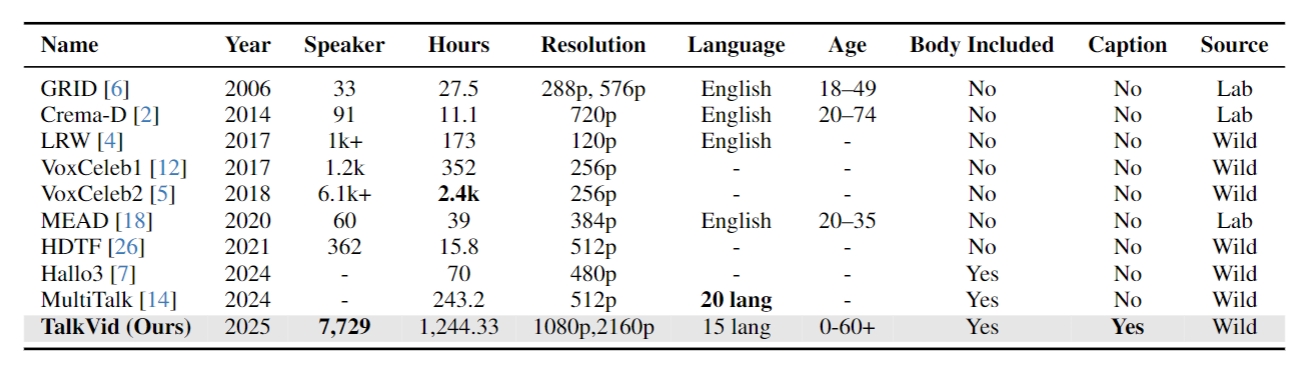 Name Year Speaker Hours Resolution Language Age Body Included Caption Source
GRID [6] 2006 33 27.5 288p, 576p English 18–49 No No Lab
Crema-D [2] 2014 91 11.1 720p English 20–74 No No Lab
LRW [4] 2017 1k+ 173 120p English - No No Wild
VoxCeleb1 [12] 2017 1.2k 352 256p - - No No Wild
VoxCeleb2 [5] 2018 6.1k+ 2.4k 256p - - No No Wild
MEAD [18] 2020 60 39 384p English 20–35 No No Lab
HDTF [26] 2021 362 15.8 512p - - No No Wild
Hallo3 [7] 2024 - 70 480p - - Yes No Wild
MultiTalk [14] 2024 - 243.2 512p 20 lang - Yes No Wild
TalkVid (Ours) 2025 7,729 1,244.33 1080p,2160p 15 lang 0-60+ Yes Yes Wild